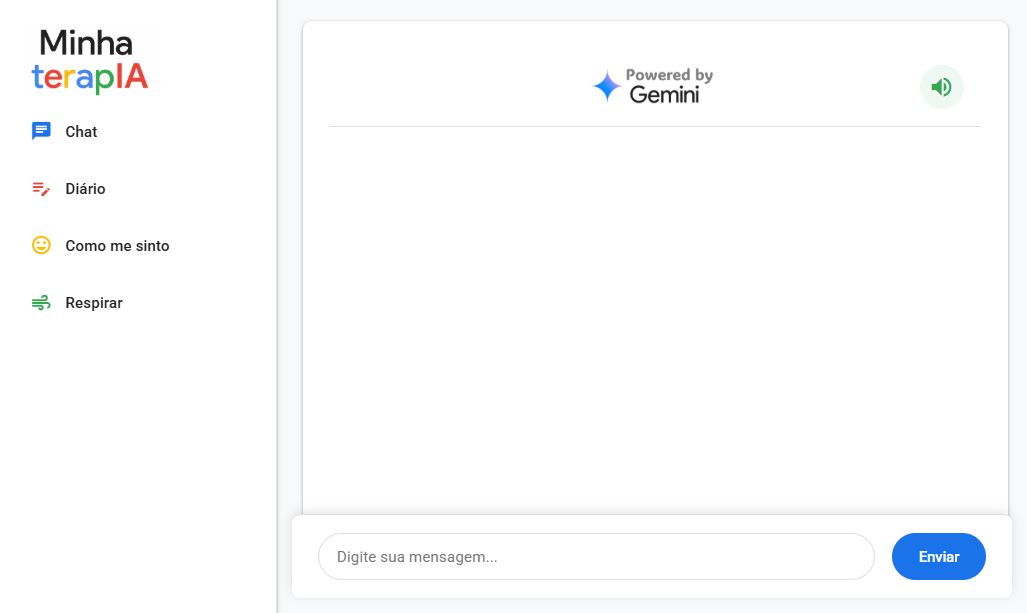 Minha
terapIA
Chat
Diário
Como me sinto
Respirar
Powered by
Gemini
Digite sua mensagem...
Enviar